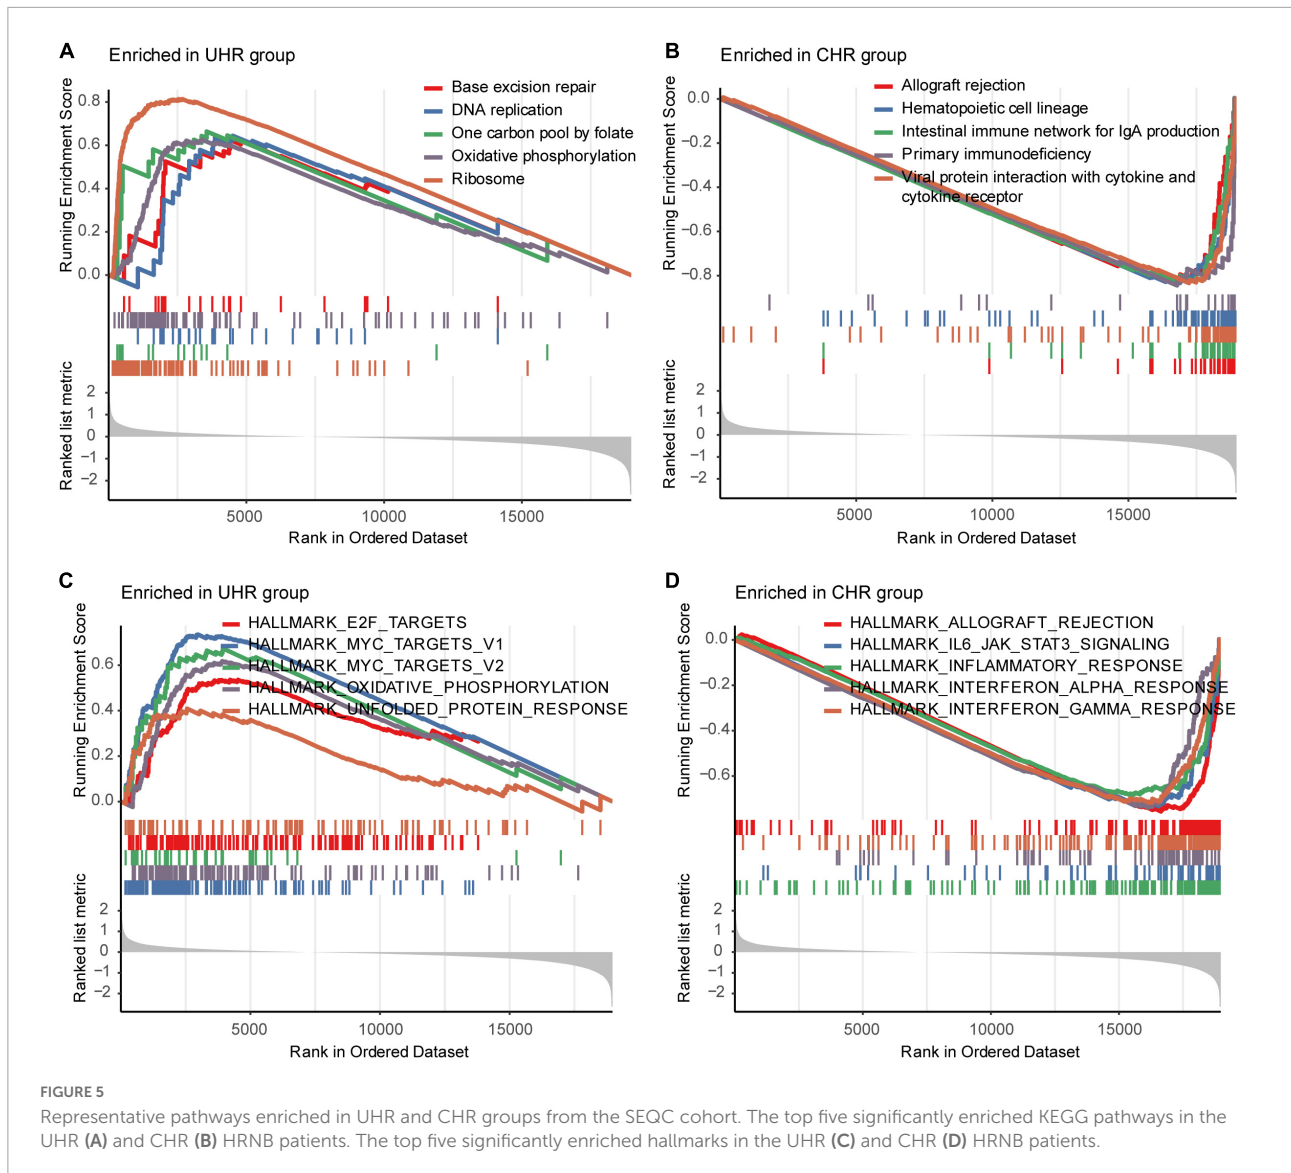 A
Enriched in UHR group
Running Enrichment Score
0.8
0.6
0.4
0.2
0.0
Base excision repair
DNA replication
One carbon pool by folate
Oxidative phosphorylation
Ribosome
Ranked list metric
2
1
0
−1
−2
5000 10000 15000
Rank in Ordered Dataset
B
Enriched in CHR group
Running Enrichment Score
0.0
−0.2
−0.4
−0.6
−0.8
Allograft rejection
Hematopoietic cell lineage
Intestinal immune network for IgA production
Primary immunodeficiency
Viral protein interaction with cytokine and
cytokine receptor
Ranked list metric
2
1
0
−1
−2
5000 10000 15000
Rank in Ordered Dataset
C
Enriched in UHR group
Running Enrichment Score
0.6
0.4
0.2
0.0
HALLMARK_E2F_TARGETS
HALLMARK_MYC_TARGETS_V1
HALLMARK_MYC_TARGETS_V2
HALLMARK_OXIDATIVE_PHOSPHORYLATION
HALLMARK_UNFOLDED_PROTEIN_RESPONSE
Ranked list metric
2
1
0
−1
−2
5000 10000 15000
Rank in Ordered Dataset
D
Enriched in CHR group
Running Enrichment Score
0.0
−0.2
−0.4
−0.6
HALLMARK_ALLOGRAFT_REJECTION
HALLMARK_IL6_JAK_STAT3_SIGNALING
HALLMARK_INFLAMMATORY_RESPONSE
HALLMARK_INTERFERON_ALPHA_RESPONSE
HALLMARK_INTERFERON_GAMMA_RESPONSE
Ranked list metric
2
1
0
−1
−2
5000 10000 15000
Rank in Ordered Dataset
FIGURE 5
Representative pathways enriched in UHR and CHR groups from the SEQC cohort. The top five significantly enriched KEGG pathways in the
UHR (A) and CHR (B) HRNB patients. The top five significantly enriched hallmarks in the UHR (C) and CHR (D) HRNB patients.